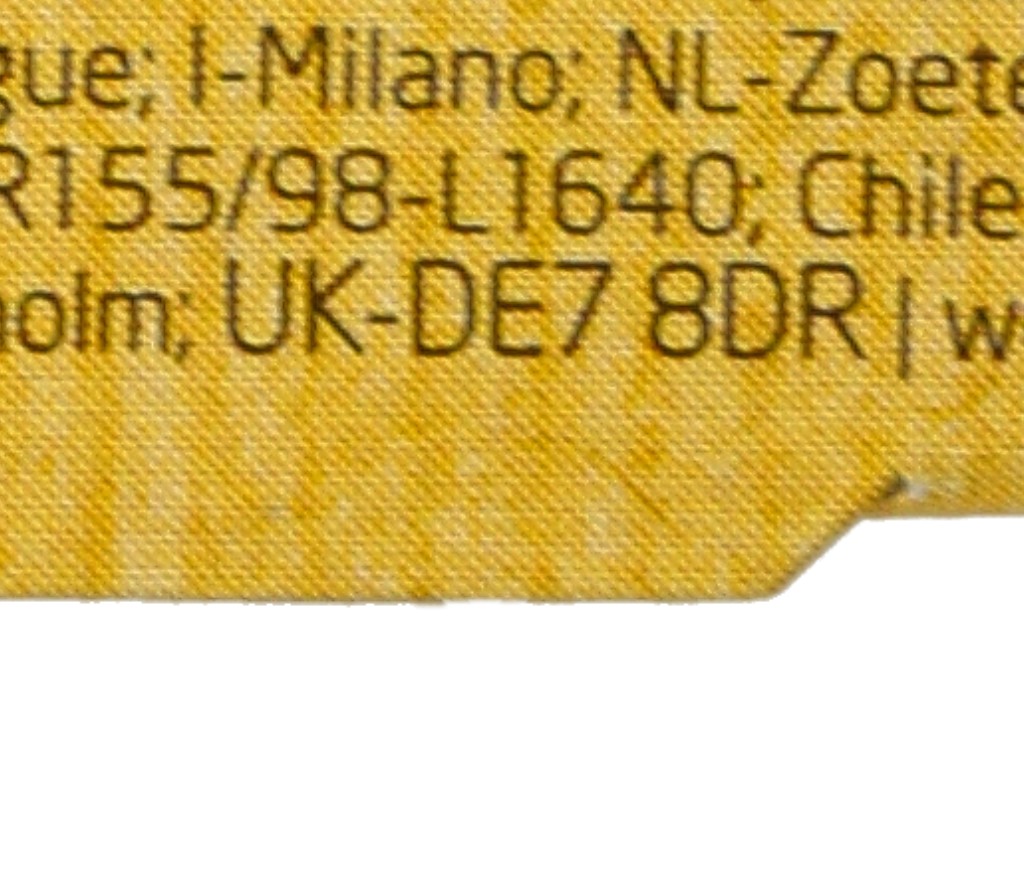 gue; I-Milano; NL-Zoete
R155/98-L1640; Chile
holm; UK-DE7 8DR | w